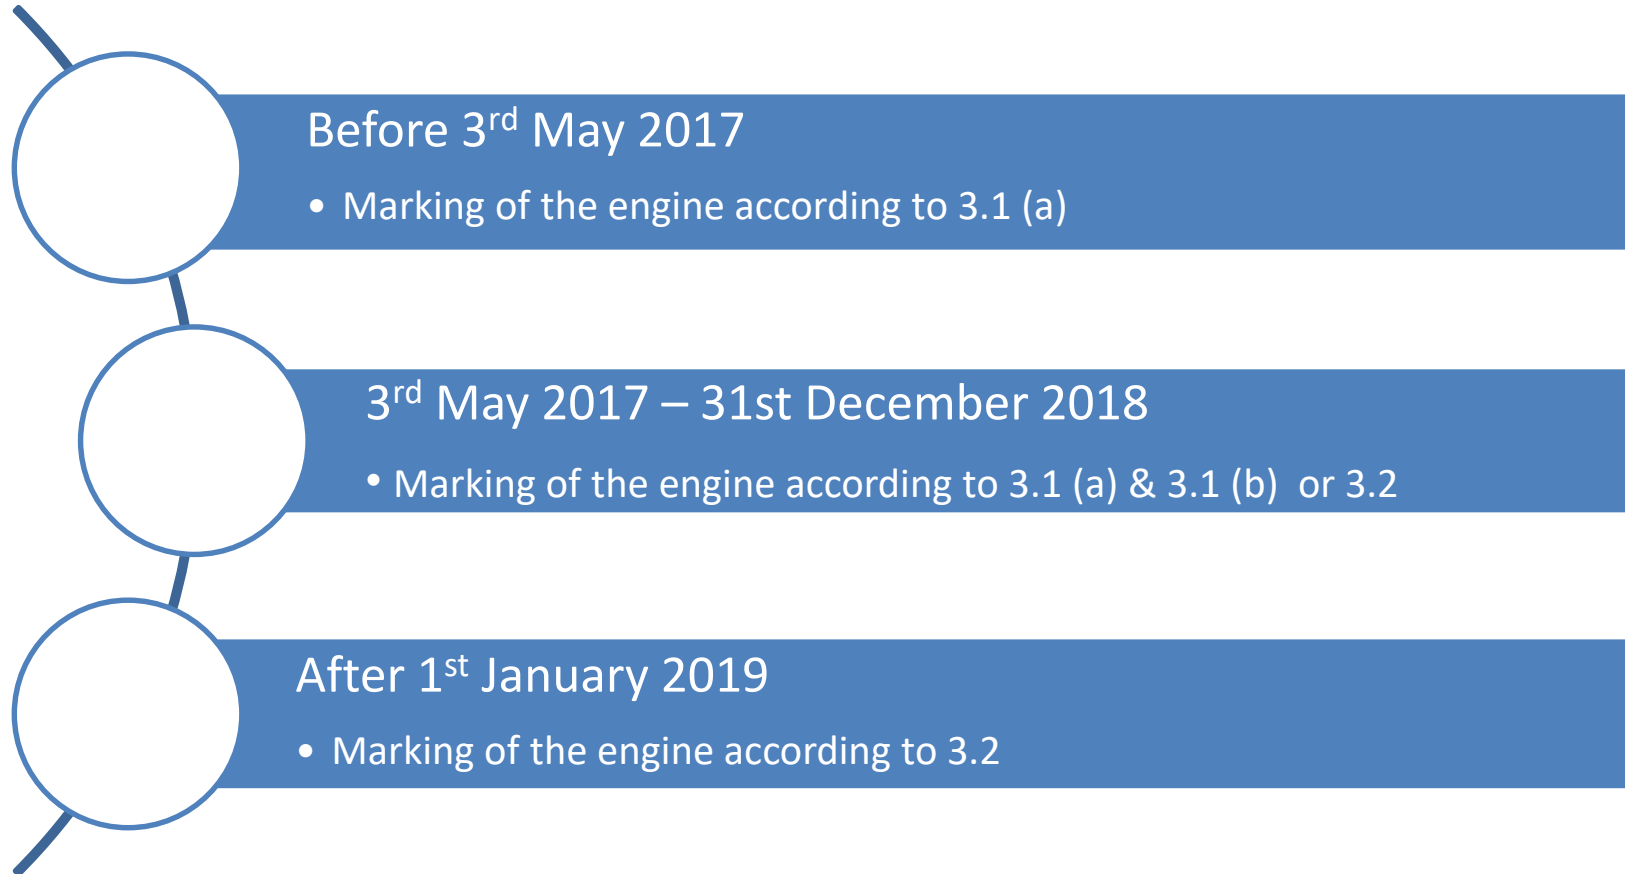 Before 3rd May 2017
• Marking of the engine according to 3.1 (a)
3rd May 2017 – 31st December 2018
• Marking of the engine according to 3.1 (a) & 3.1 (b)  or 3.2
After 1st January 2019
• Marking of the engine according to 3.2